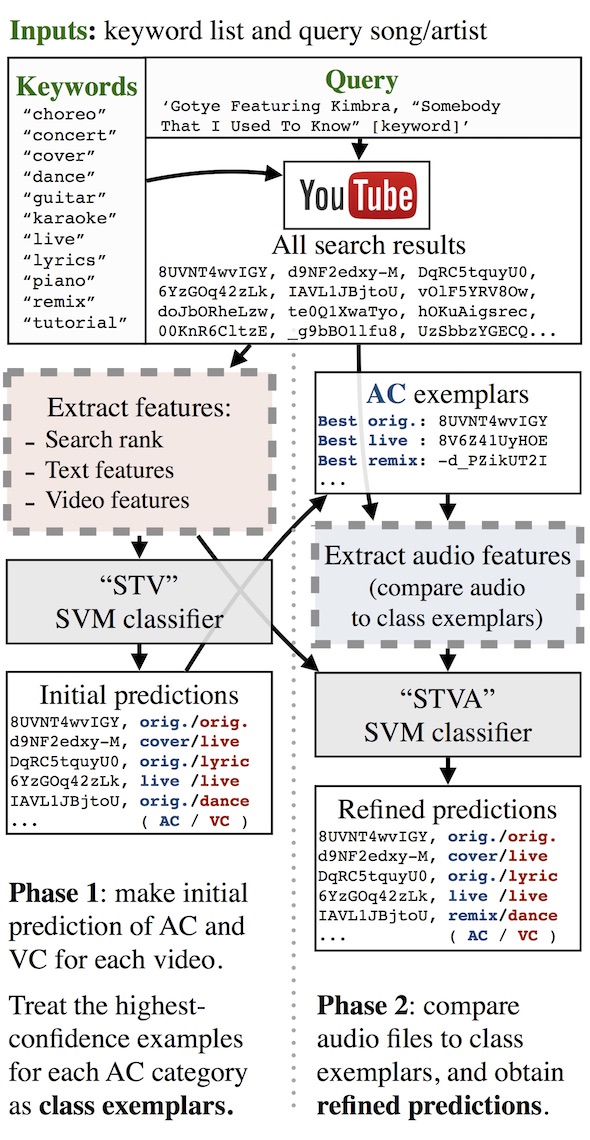 Inputs: keyword list and query song/artist
Keywords
“choreo”
“concert”
“cover”
“dance”
“guitar”
“karaoke”
“live”
“lyrics”
“piano”
“remix”
“tutorial”
Query
‘Gotye Featuring Kimbra, “Somebody
That I Used To Know” [keyword]’
YouTube
All search results
8UVNT4wvIGY, d9NF2edxy-M, DqRC5tquyU0,
6YzGOq42zLk, IAVL1JBjtoU, vOlF5YRV8Ow,
doJbORheLzw, te0Q1XwaTyo, hOKuAigsrec,
00KnR6CltzE, _g9bBO1lfu8, UzSbbzYGECQ...
Extract features:
- Search rank
- Text features
- Video features
“STV”
SVM classifier
Initial predictions
8UVNT4wvIGY, orig./orig.
d9NF2edxy-M, cover/live
DqRC5tquyU0, orig./lyric
6YzGOq42zLk, live /live
IAVL1JBjtoU, orig./dance
... ( AC / VC )
Phase 1: make initial
prediction of AC and
VC for each video.
Treat the highest-
confidence examples
for each AC category
as class exemplars.
AC exemplars
Best orig.: 8UVNT4wvIGY
Best live : 8V6Z41UyHOE
Best remix: -d_PZikUT2I
...
Extract audio features
(compare audio
to class exemplars)
“STVA”
SVM classifier
Refined predictions
8UVNT4wvIGY, orig./orig.
d9NF2edxy-M, cover/live
DqRC5tquyU0, orig./lyric
6YzGOq42zLk, live /live
IAVL1JBjtoU, remix/dance
... ( AC / VC )
Phase 2: compare
audio files to class
exemplars, and obtain
refined predictions.